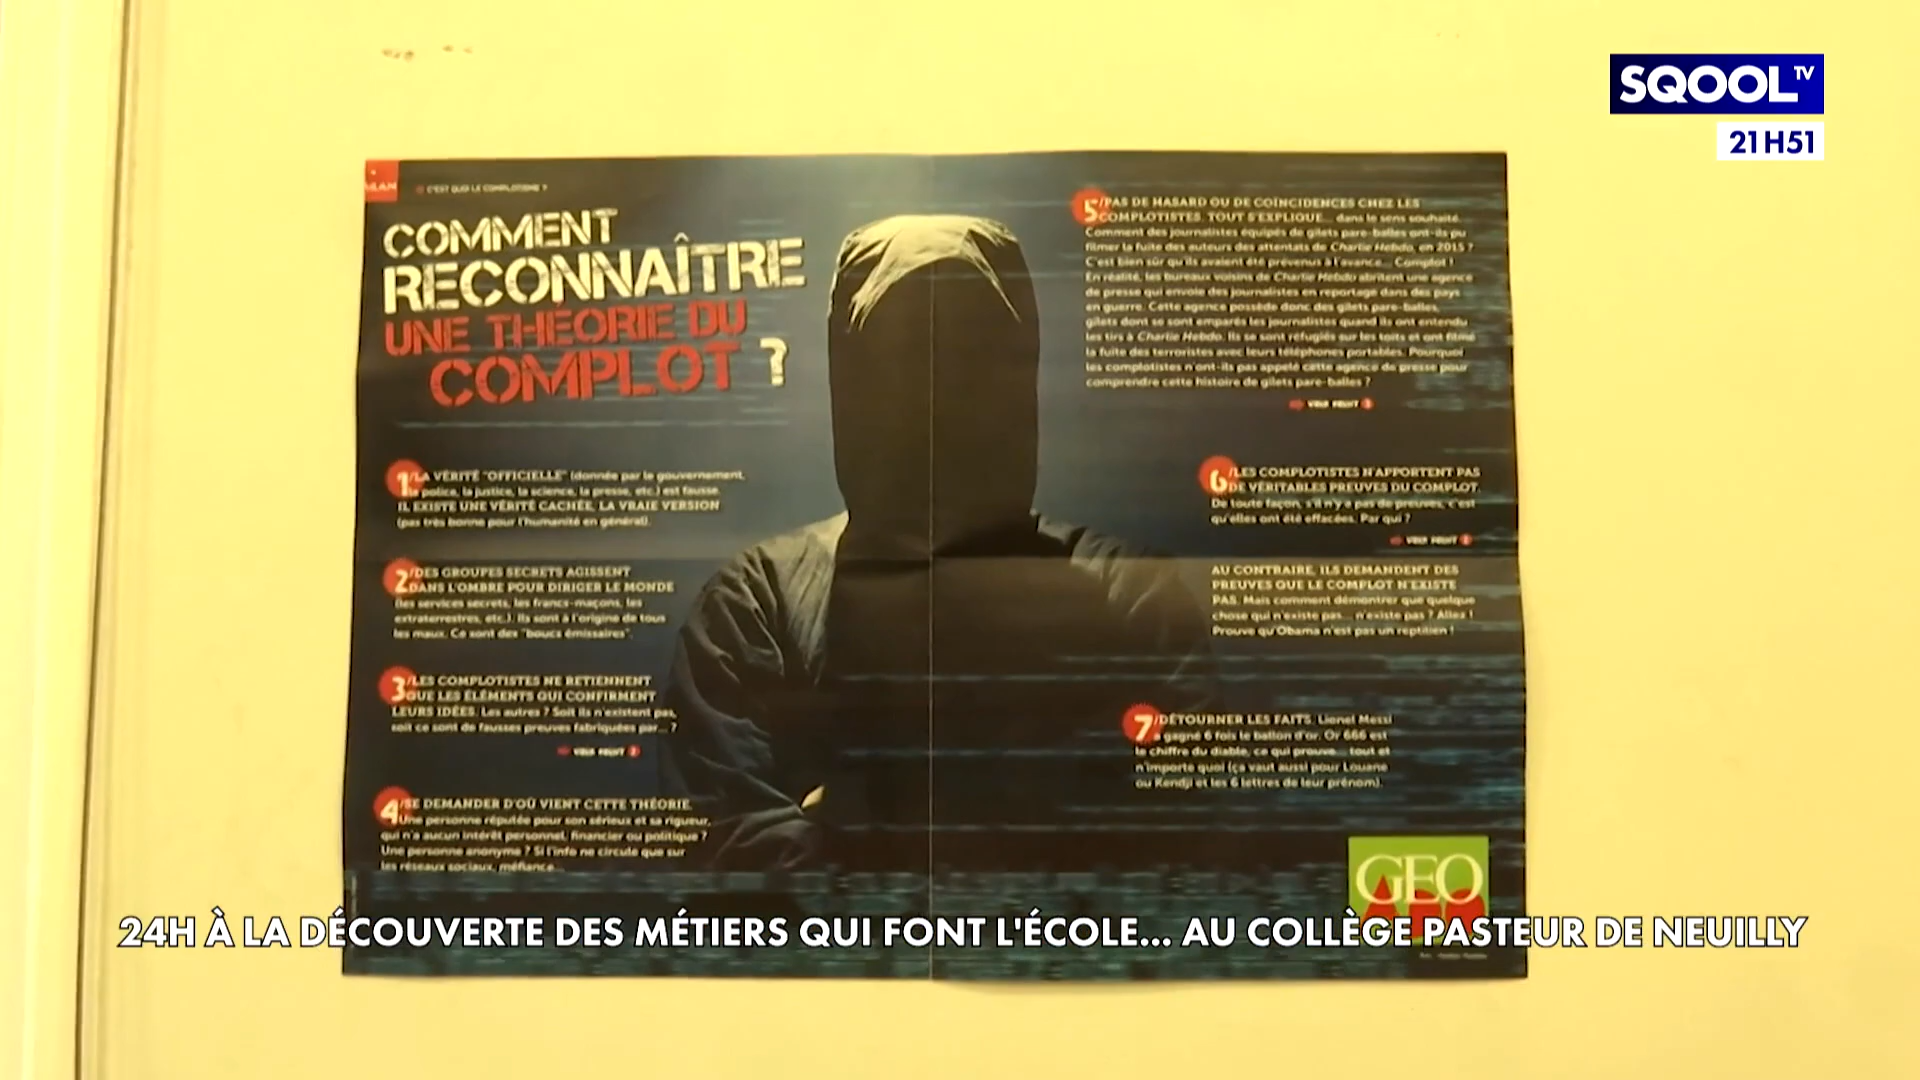 SQOOL TV
21H51
C'EST QUOI LE COMPLOTISME ?
COMMENT
RECONNAÎTRE
UNE THÉORIE DU
COMPLOT ?
1/LA VÉRITÉ "OFFICIELLE" (donnée par le gouvernement,
la police, la justice, la science, la presse, etc.) est fausse.
IL EXISTE UNE VÉRITÉ CACHÉE, LA VRAIE VERSION
(pas très bonne pour l'humanité en général).
2/DES GROUPES SECRETS AGISSENT
DANS L'OMBRE POUR DIRIGER LE MONDE
(les services secrets, les francs-maçons, les
extraterrestres, etc.). Ils sont à l'origine de tous
les maux. Ce sont des "boucs émissaires".
3/LES COMPLOTISTES NE RETIENNENT
QUE LES ÉLÉMENTS QUI CONFIRMENT
LEURS IDÉES. Les autres ? Soit ils n'existent pas,
soit ce sont de fausses preuves fabriquées par... ?
VOIR POINT 2
4/SE DEMANDER D'OÙ VIENT CETTE THÉORIE.
Une personne réputée pour son sérieux et sa rigueur,
qui n'a aucun intérêt personnel, financier ou politique ?
Une personne anonyme ? Si l'info ne circule que sur
les réseaux sociaux, méfiance...
5/PAS DE HASARD OU DE COÏNCIDENCES CHEZ LES
COMPLOTISTES. TOUT S'EXPLIQUE... dans le sens souhaité.
Comment des journalistes équipés de gilets pare-balles ont-ils pu
filmer la fuite des auteurs des attentats de Charlie Hebdo, en 2015 ?
C'est bien sûr qu'ils avaient été prévenus à l'avance... Complot !
En réalité, les bureaux voisins de Charlie Hebdo abritent une agence
de presse qui envoie des journalistes en reportage dans des pays
en guerre. Cette agence possède donc des gilets pare-balles,
gilets dont se sont emparés les journalistes quand ils ont entendu
les tirs à Charlie Hebdo. Ils se sont réfugiés sur les toits et ont filmé
la fuite des terroristes avec leurs téléphones portables. Pourquoi
les complotistes n'ont-ils pas appelé cette agence de presse pour
comprendre cette histoire de gilets pare-balles ?
VOIR POINT 3
6/LES COMPLOTISTES N'APPORTENT PAS
DE VÉRITABLES PREUVES DU COMPLOT.
De toute façon, s'il n'y a pas de preuves, c'est
qu'elles ont été effacées. Par qui ?
VOIR POINT 2
AU CONTRAIRE, ILS DEMANDENT DES
PREUVES QUE LE COMPLOT N'EXISTE
PAS. Mais comment démontrer que quelque
chose qui n'existe pas... n'existe pas ? Allez !
Prouve qu'Obama n'est pas un reptilien !
7/DÉTOURNER LES FAITS. Lionel Messi
a gagné 6 fois le ballon d'or. Or 666 est
le chiffre du diable, ce qui prouve... tout et
n'importe quoi (ça vaut aussi pour Louane
ou Kendji et les 6 lettres de leur prénom).
GEO
24H À LA DÉCOUVERTE DES MÉTIERS QUI FONT L'ÉCOLE... AU COLLÈGE PASTEUR DE NEUILLY